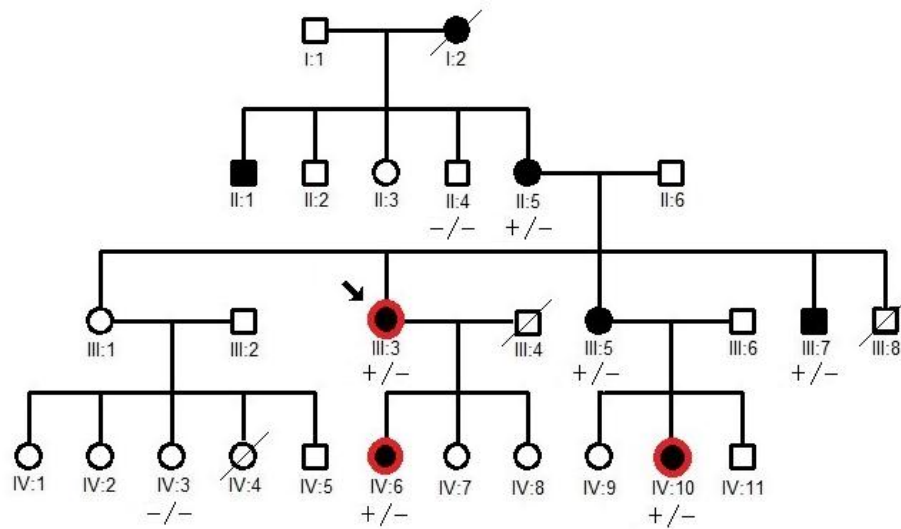 I:1 I:2
II:1 II:2 II:3 II:4 II:5 II:6
−/− +/−
III:1 III:2 III:3 III:4 III:5 III:6 III:7 III:8
+/− +/− +/−
IV:1 IV:2 IV:3 IV:4 IV:5 IV:6 IV:7 IV:8 IV:9 IV:10 IV:11
−/− +/− +/−